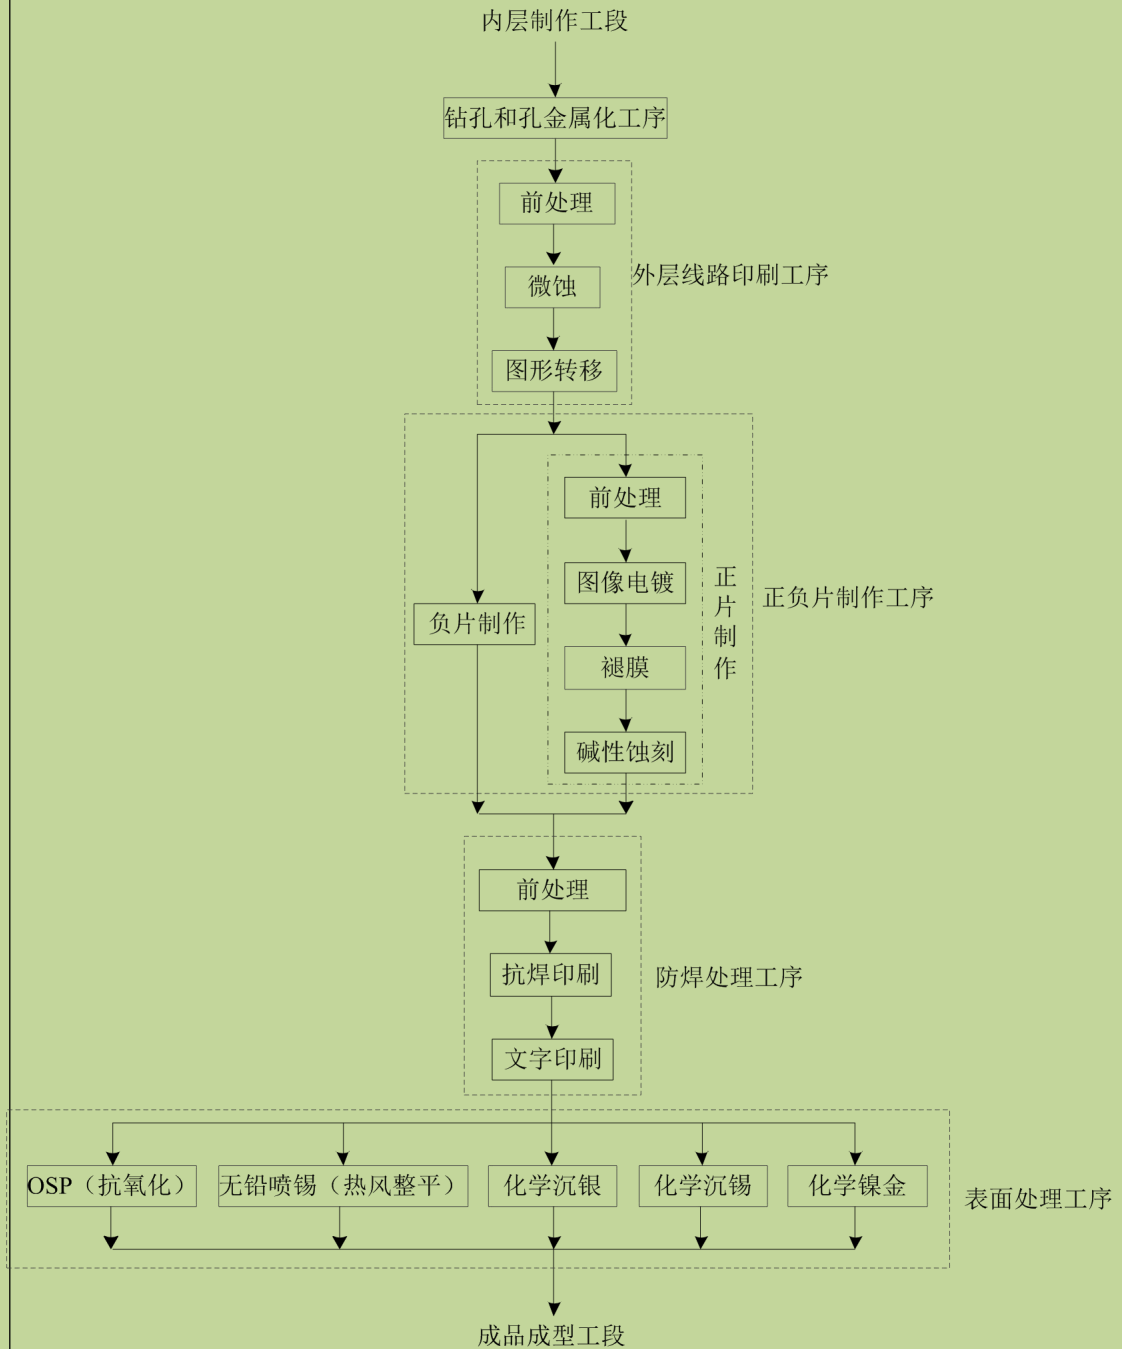 内层制作工段
钻孔和孔金属化工序
前处理
微蚀
外层线路印刷工序
图形转移
前处理
图像电镀
负片制作
褪膜
碱性蚀刻
正片制作
正负片制作工序
前处理
抗焊印刷
防焊处理工序
文字印刷
OSP（抗氧化）
无铅喷锡（热风整平）
化学沉银
化学沉锡
化学镍金
表面处理工序
成品成型工段